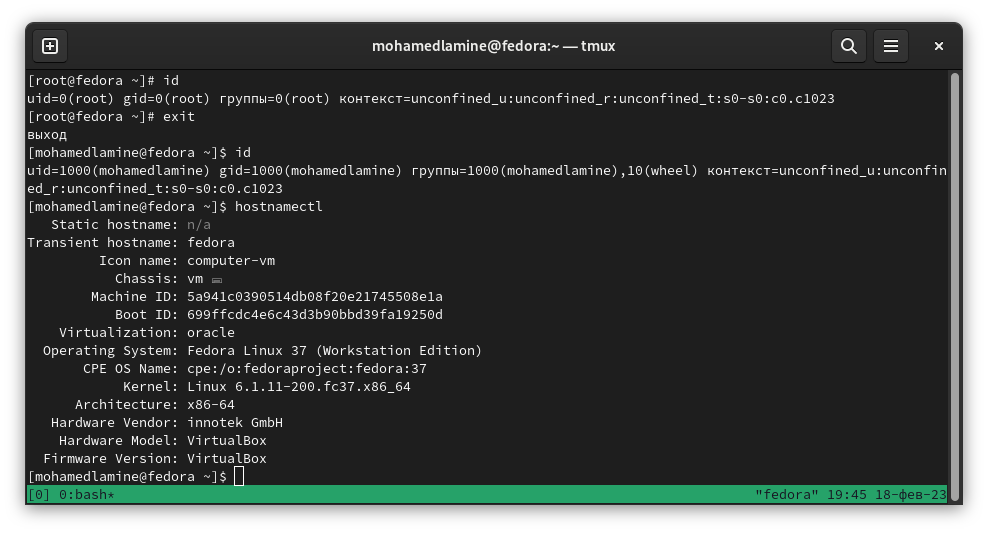 mohamedlamine@fedora:~ — tmux
[root@fedora ~]# id
uid=0(root) gid=0(root) группы=0(root) контекст=unconfined_u:unconfined_r:unconfined_t:s0-s0:c0.c1023
[root@fedora ~]# exit
выход
[mohamedlamine@fedora ~]$ id
uid=1000(mohamedlamine) gid=1000(mohamedlamine) группы=1000(mohamedlamine),10(wheel) контекст=unconfined_u:unconfin
ed_r:unconfined_t:s0-s0:c0.c1023
[mohamedlamine@fedora ~]$ hostnamectl
Static hostname: n/a
Transient hostname: fedora
Icon name: computer-vm
Chassis: vm
Machine ID: 5a941c0390514db08f20e21745508e1a
Boot ID: 699ffcdc4e6c43d3b90bbd39fa19250d
Virtualization: oracle
Operating System: Fedora Linux 37 (Workstation Edition)
CPE OS Name: cpe:/o:fedoraproject:fedora:37
Kernel: Linux 6.1.11-200.fc37.x86_64
Architecture: x86-64
Hardware Vendor: innotek GmbH
Hardware Model: VirtualBox
Firmware Version: VirtualBox
[mohamedlamine@fedora ~]$
[0] 0:bash* "fedora" 19:45 18-фев-23